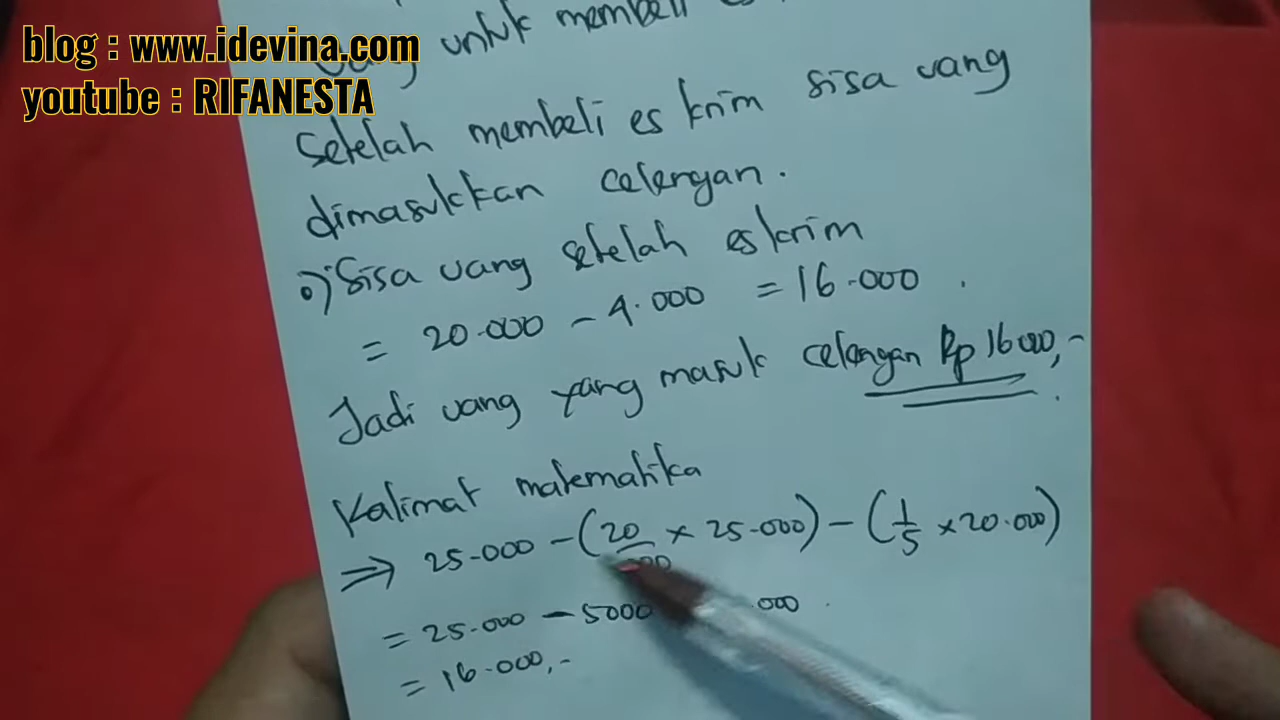 blog : www.idevina.com
youtube : RIFANESTA
uang untuk membeli es
Setelah membeli es krim sisa uang
dimasukkan celengan.
o) Sisa uang setelah es krim
= 20.000 - 4.000 = 16.000.
Jadi uang yang masuk celengan Rp 16000,-
Kalimat matematika
⇒ 25.000 - (20/ × 25.000) - (1/5 × 20.000)
= 25.000 - 5000 000
= 16.000,-